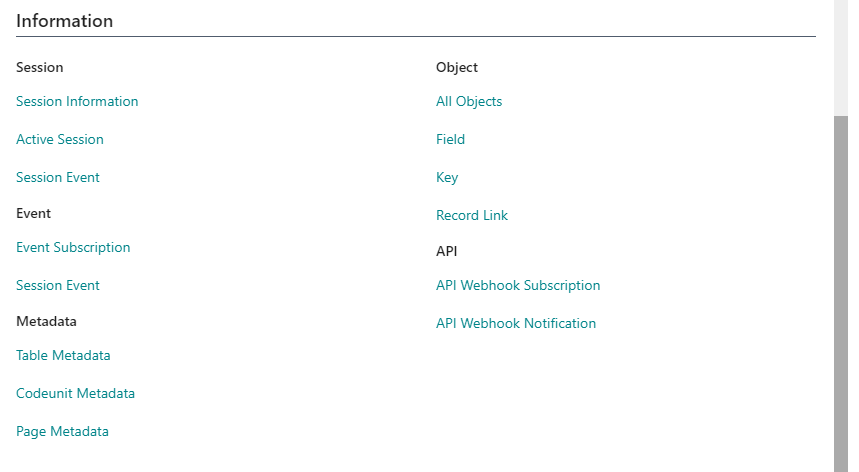 Information
Session
Session Information
Active Session
Session Event
Event
Event Subscription
Session Event
Metadata
Table Metadata
Codeunit Metadata
Page Metadata
Object
All Objects
Field
Key
Record Link
API
API Webhook Subscription
API Webhook Notification